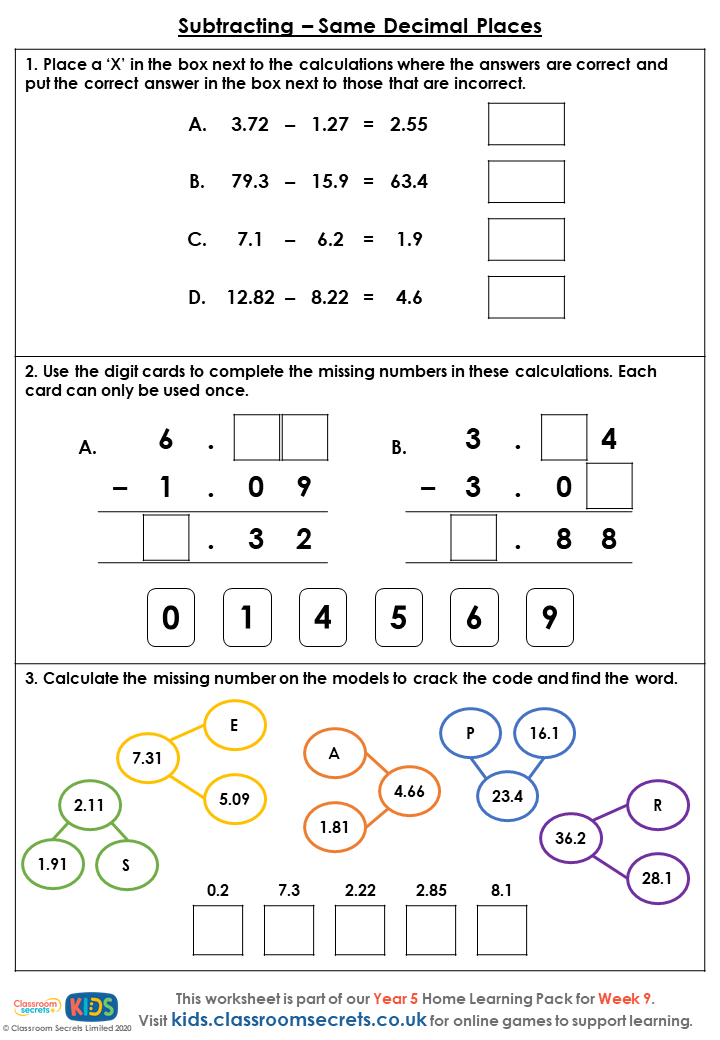 Subtracting – Same Decimal Places
1. Place a ‘X’ in the box next to the calculations where the answers are correct and
put the correct answer in the box next to those that are incorrect.
A. 3.72 – 1.27 = 2.55
B. 79.3 – 15.9 = 63.4
C. 7.1 – 6.2 = 1.9
D. 12.82 – 8.22 = 4.6
2. Use the digit cards to complete the missing numbers in these calculations. Each
card can only be used once.
A. 6 .
– 1 . 0 9
. 3 2
B. 3 . 4
– 3 . 0
. 8 8
0 1 4 5 6 9
3. Calculate the missing number on the models to crack the code and find the word.
2.11
1.91 S
E
7.31
5.09
A
4.66
1.81
P 16.1
23.4
R
36.2
28.1
0.2 7.3 2.22 2.85 8.1
Classroom
Secrets
KIDS
© Classroom Secrets Limited 2020
This worksheet is part of our Year 5 Home Learning Pack for Week 9.
Visit kids.classroomsecrets.co.uk for online games to support learning.